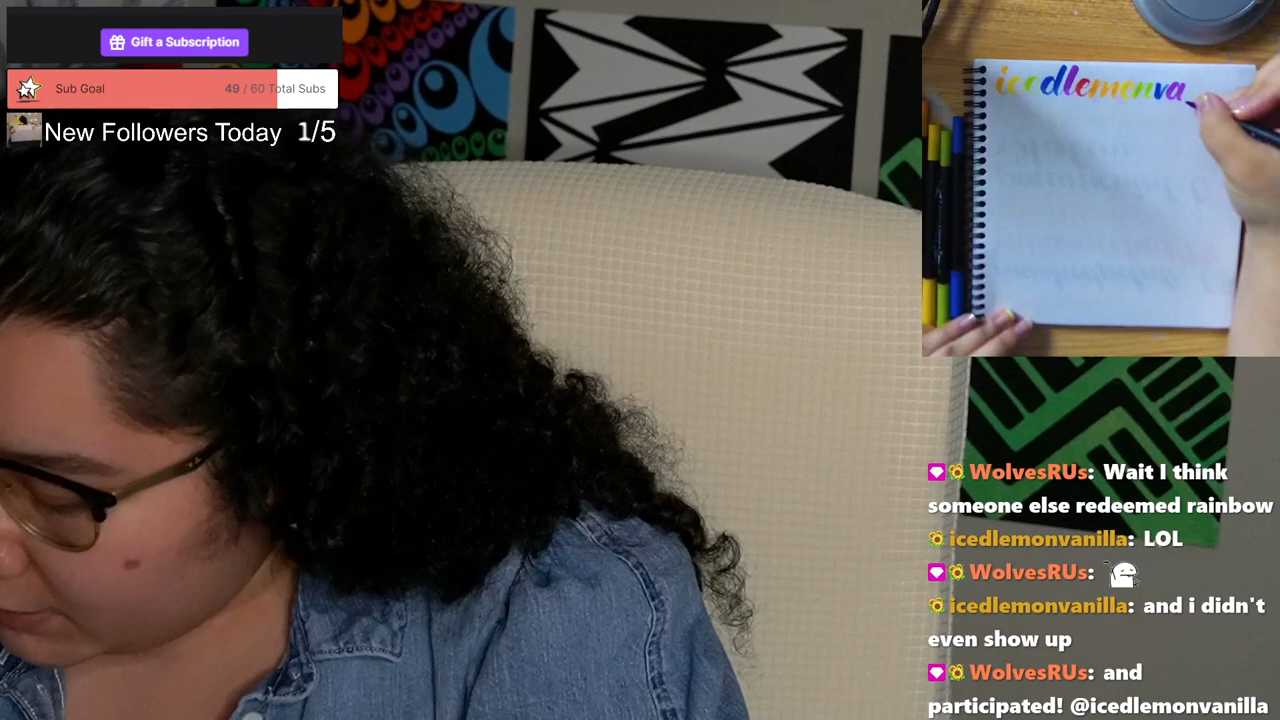 Gift a Subscription
Sub Goal 49 / 60 Total Subs
New Followers Today 1/5
icedlemonva
WolvesRUs: Wait I think
someone else redeemed rainbow
icedlemonvanilla: LOL
WolvesRUs:
icedlemonvanilla: and i didn't
even show up
WolvesRUs: and
participated! @icedlemonvanilla